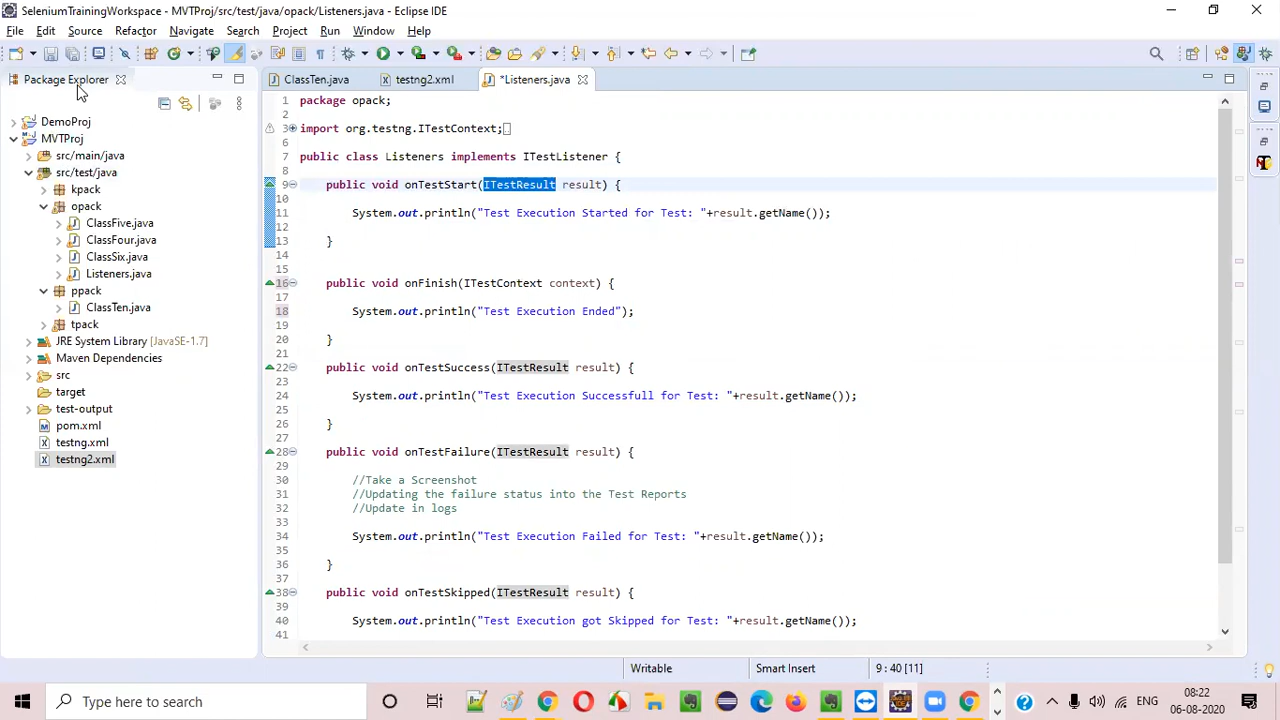 SeleniumTrainingWorkspace - MVTProj/src/test/java/opack/Listeners.java - Eclipse IDE
File Edit Source Refactor Navigate Search Project Run Window Help
Package Explorer
DemoProj
MVTProj
src/main/java
src/test/java
kpack
opack
ClassFive.java
ClassFour.java
ClassSix.java
Listeners.java
ppack
ClassTen.java
tpack
JRE System Library [JavaSE-1.7]
Maven Dependencies
src
target
test-output
pom.xml
testng.xml
testng2.xml
ClassTen.java testng2.xml *Listeners.java
1 package opack;
2
3 import org.testng.ITestContext;
6
7 public class Listeners implements ITestListener {
8
9 public void onTestStart(ITestResult result) {
10
11 System.out.println("Test Execution Started for Test: "+result.getName());
12
13 }
14
15
16 public void onFinish(ITestContext context) {
17
18 System.out.println("Test Execution Ended");
19
20 }
21
22 public void onTestSuccess(ITestResult result) {
23
24 System.out.println("Test Execution Successfull for Test: "+result.getName());
25
26 }
27
28 public void onTestFailure(ITestResult result) {
29
30 //Take a Screenshot
31 //Updating the failure status into the Test Reports
32 //Update in logs
33
34 System.out.println("Test Execution Failed for Test: "+result.getName());
35
36 }
37
38 public void onTestSkipped(ITestResult result) {
39
40 System.out.println("Test Execution got Skipped for Test: "+result.getName());
41
Writable Smart Insert 9 : 40 [11]
Type here to search
ENG
08:22
06-08-2020